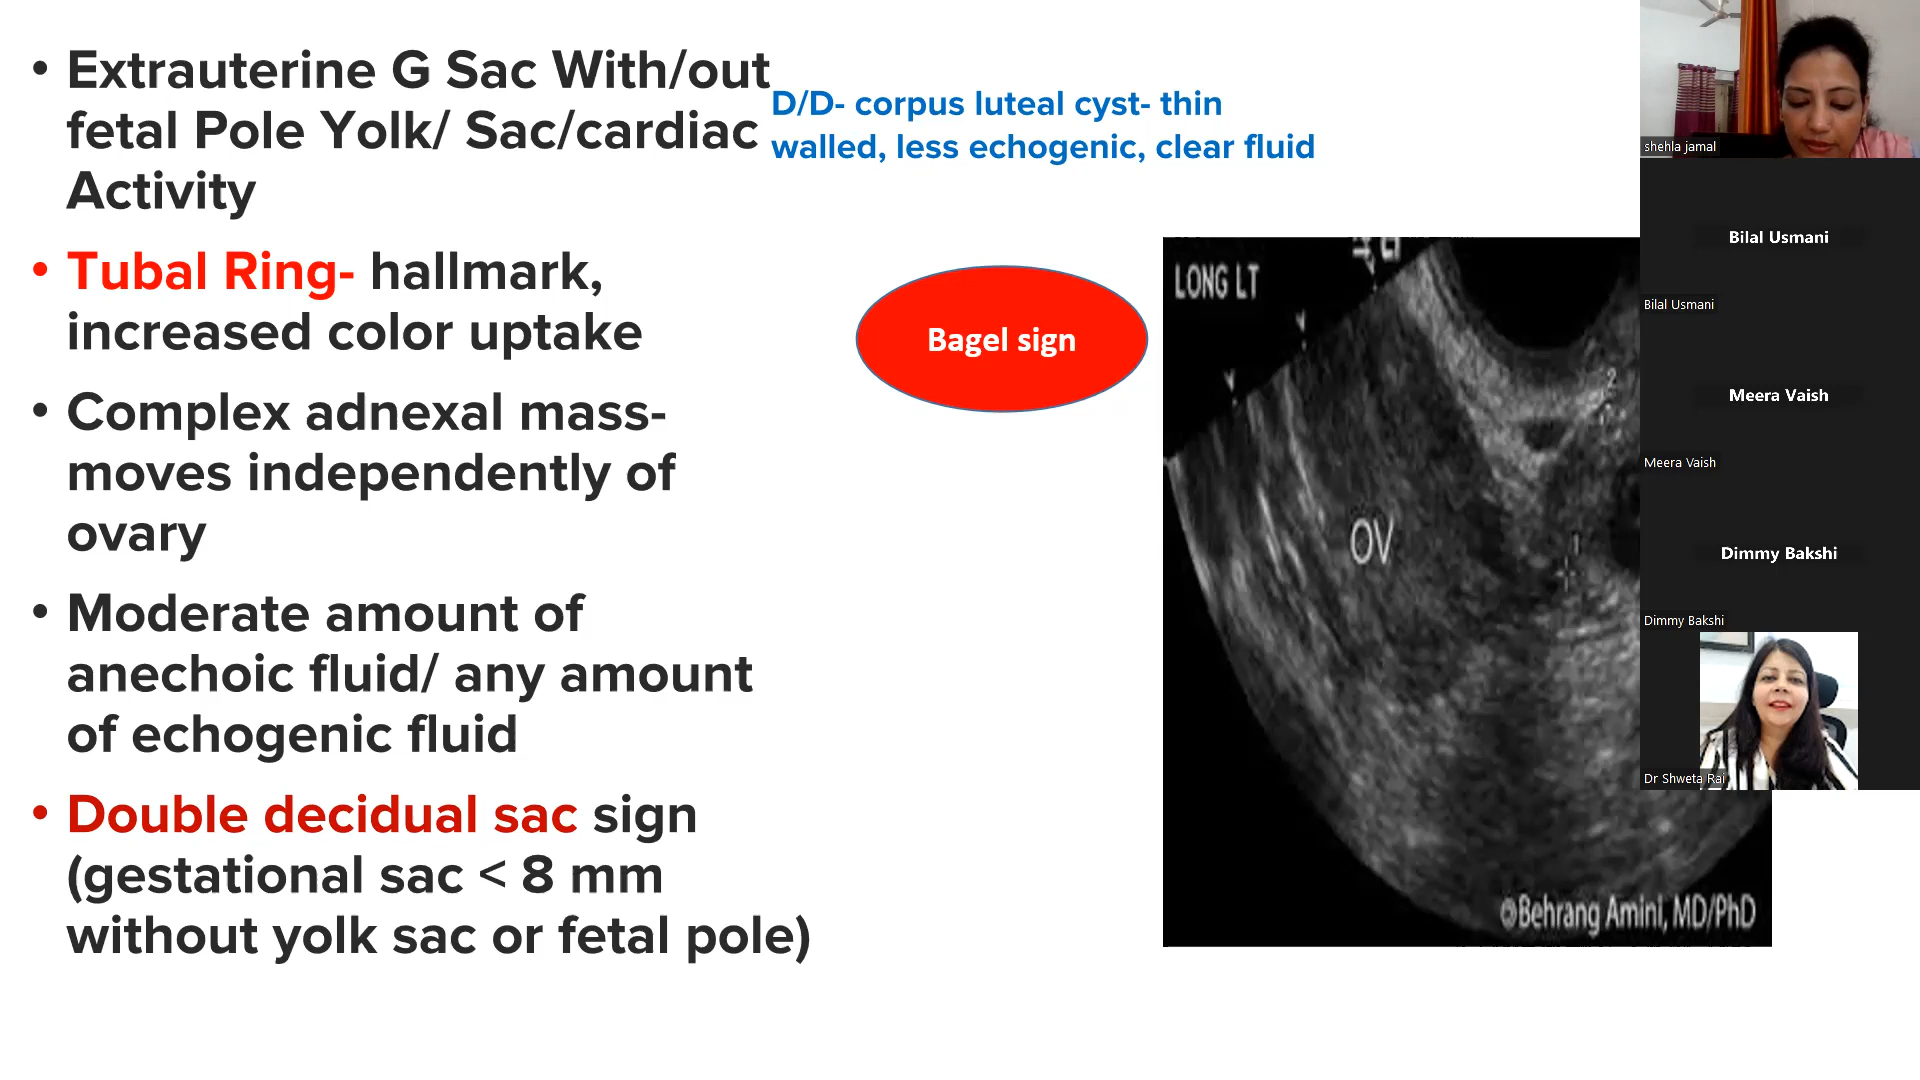 • Extrauterine G Sac With/out
fetal Pole Yolk/ Sac/cardiac
Activity
• Tubal Ring- hallmark,
increased color uptake
• Complex adnexal mass-
moves independently of
ovary
• Moderate amount of
anechoic fluid/ any amount
of echogenic fluid
• Double decidual sac sign
(gestational sac < 8 mm
without yolk sac or fetal pole)
D/D- corpus luteal cyst- thin
walled, less echogenic, clear fluid
Bagel sign
LONG LT
2
1
OV
1
©Behrang Amini, MD/PhD
shehla jamal
Bilal Usmani
Bilal Usmani
Meera Vaish
Meera Vaish
Dimmy Bakshi
Dimmy Bakshi
Dr Shweta Rai